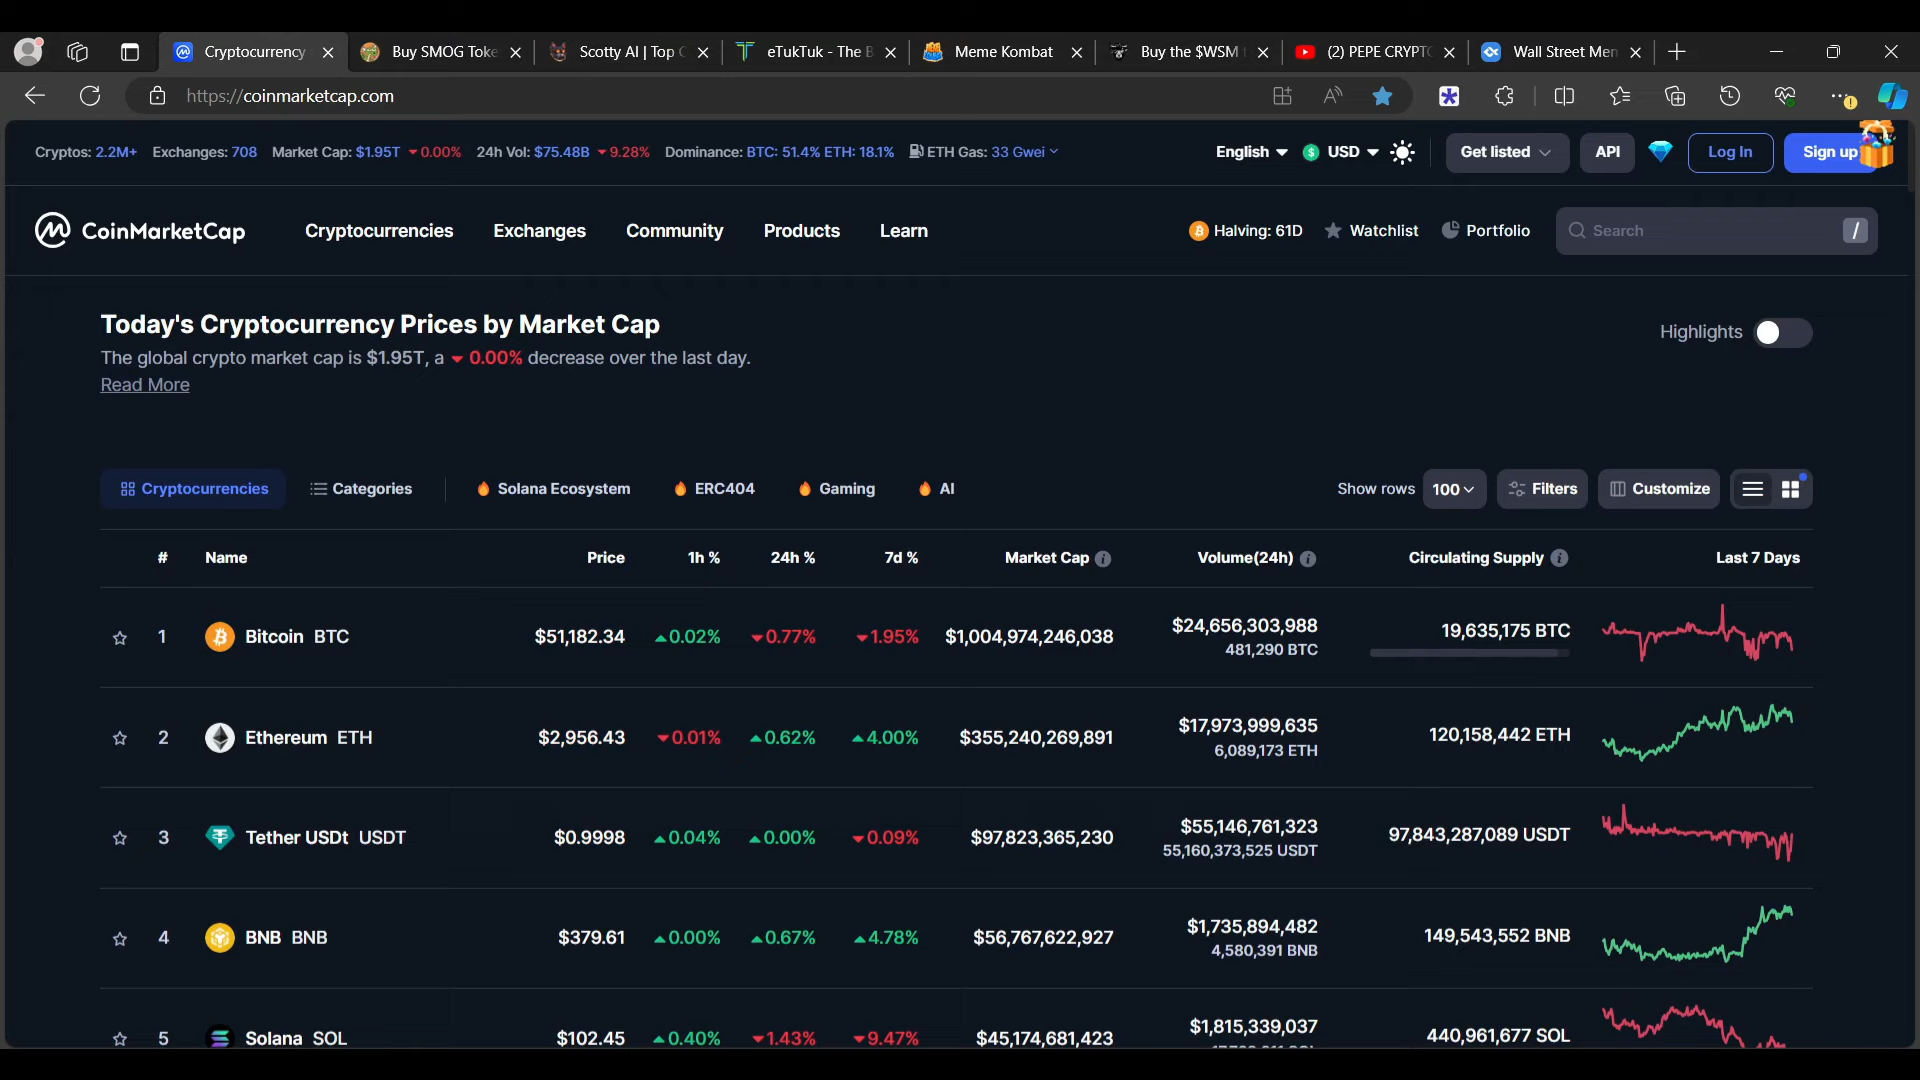 Cryptocurrency
Buy SMOG Toke
Scotty AI | Top C
eTukTuk - The B
Meme Kombat
Buy the $WSM t
(2) PEPE CRYPTO
Wall Street Mem
https://coinmarketcap.com
Cryptos: 2.2M+ Exchanges: 708 Market Cap: $1.95T 0.00% 24h Vol: $75.48B 9.28% Dominance: BTC: 51.4% ETH: 18.1% ETH Gas: 33 Gwei
English USD Get listed API Log In Sign up
CoinMarketCap Cryptocurrencies Exchanges Community Products Learn Halving: 61D Watchlist Portfolio Search /
Today's Cryptocurrency Prices by Market Cap
Highlights
The global crypto market cap is $1.95T, a 0.00% decrease over the last day.
Read More
Cryptocurrencies Categories Solana Ecosystem ERC404 Gaming AI Show rows 100 Filters Customize
# Name Price 1h % 24h % 7d % Market Cap Volume(24h) Circulating Supply Last 7 Days
1 Bitcoin BTC $51,182.34 0.02% 0.77% 1.95% $1,004,974,246,038 $24,656,303,988 19,635,175 BTC
481,290 BTC
2 Ethereum ETH $2,956.43 0.01% 0.62% 4.00% $355,240,269,891 $17,973,999,635 120,158,442 ETH
6,089,173 ETH
3 Tether USDt USDT $0.9998 0.04% 0.00% 0.09% $97,823,365,230 $55,146,761,323 97,843,287,089 USDT
55,160,373,525 USDT
4 BNB BNB $379.61 0.00% 0.67% 4.78% $56,767,622,927 $1,735,894,482 149,543,552 BNB
4,580,391 BNB
5 Solana SOL $102.45 0.40% 1.43% 9.47% $45,174,681,423 $1,815,339,037 440,961,677 SOL